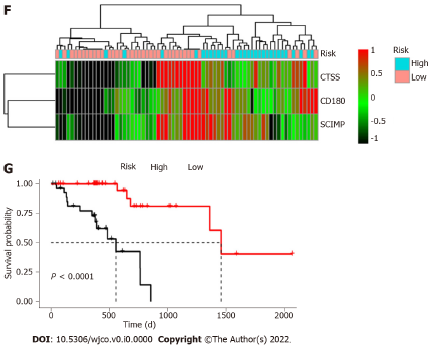 F
Risk
CTSS
CD180
SCIMP
1
0.5
0
-0.5
-1
Risk
High
Low
G
Risk High Low
1.00
0.75
0.50
0.25
0.00
Survival probability
P < 0.0001
0 500 1000 1500 2000
Time (d)
DOI: 10.5306/wjco.v0.i0.0000 Copyright ©The Author(s) 2022.